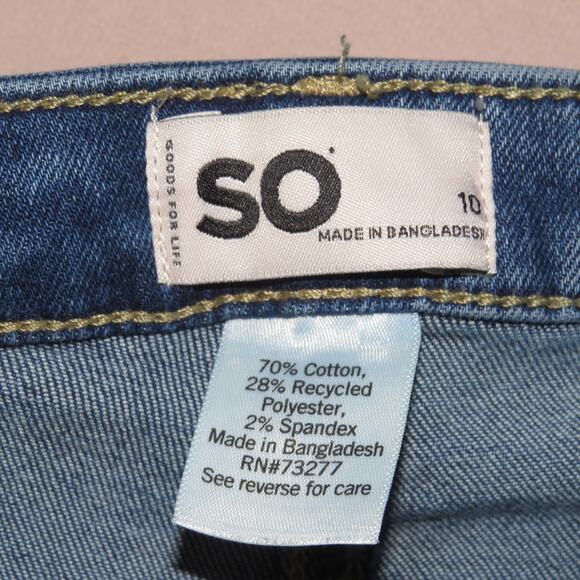 GOODS FOR LIFE
SO
10
MADE IN BANGLADESH
70% Cotton,
28% Recycled
Polyester,
2% Spandex
Made in Bangladesh
RN#73277
See reverse for care